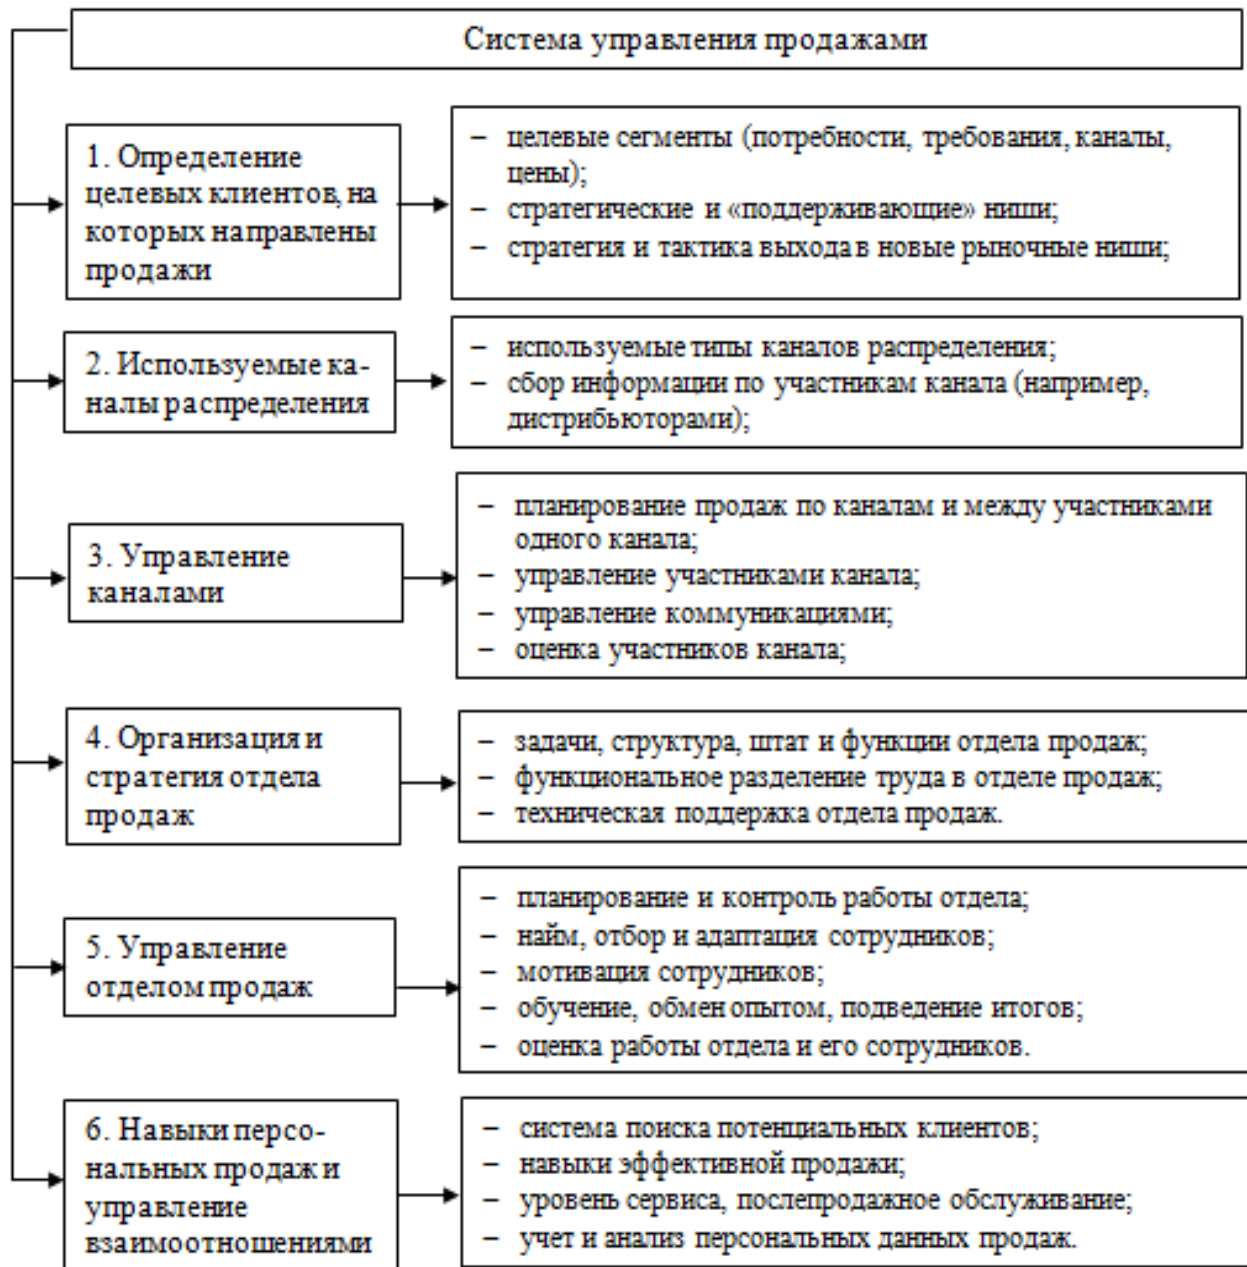 Система управления продажами
1. Определение
целевых клиентов, на
которых направлены
продажи
– целевые сегменты (потребности, требования, каналы,
цены);
– стратегические и «поддерживающие» ниши;
– стратегия и тактика выхода в новые рыночные ниши;
2. Используемые ка-
налы распределения
– используемые типы каналов распределения;
– сбор информации по участникам канала (например,
дистрибьюторами);
3. Управление
каналами
– планирование продаж по каналам и между участниками
одного канала;
– управление участниками канала;
– управление коммуникациями;
– оценка участников канала;
4. Организация и
стратегия отдела
продаж
– задачи, структура, штат и функции отдела продаж;
– функциональное разделение труда в отделе продаж;
– техническая поддержка отдела продаж.
5. Управление
отделом продаж
– планирование и контроль работы отдела;
– найм, отбор и адаптация сотрудников;
– мотивация сотрудников;
– обучение, обмен опытом, подведение итогов;
– оценка работы отдела и его сотрудников.
6. Навыки персо-
нальных продаж и
управление
взаимоотношениями
– система поиска потенциальных клиентов;
– навыки эффективной продажи;
– уровень сервиса, послепродажное обслуживание;
– учет и анализ персональных данных продаж.